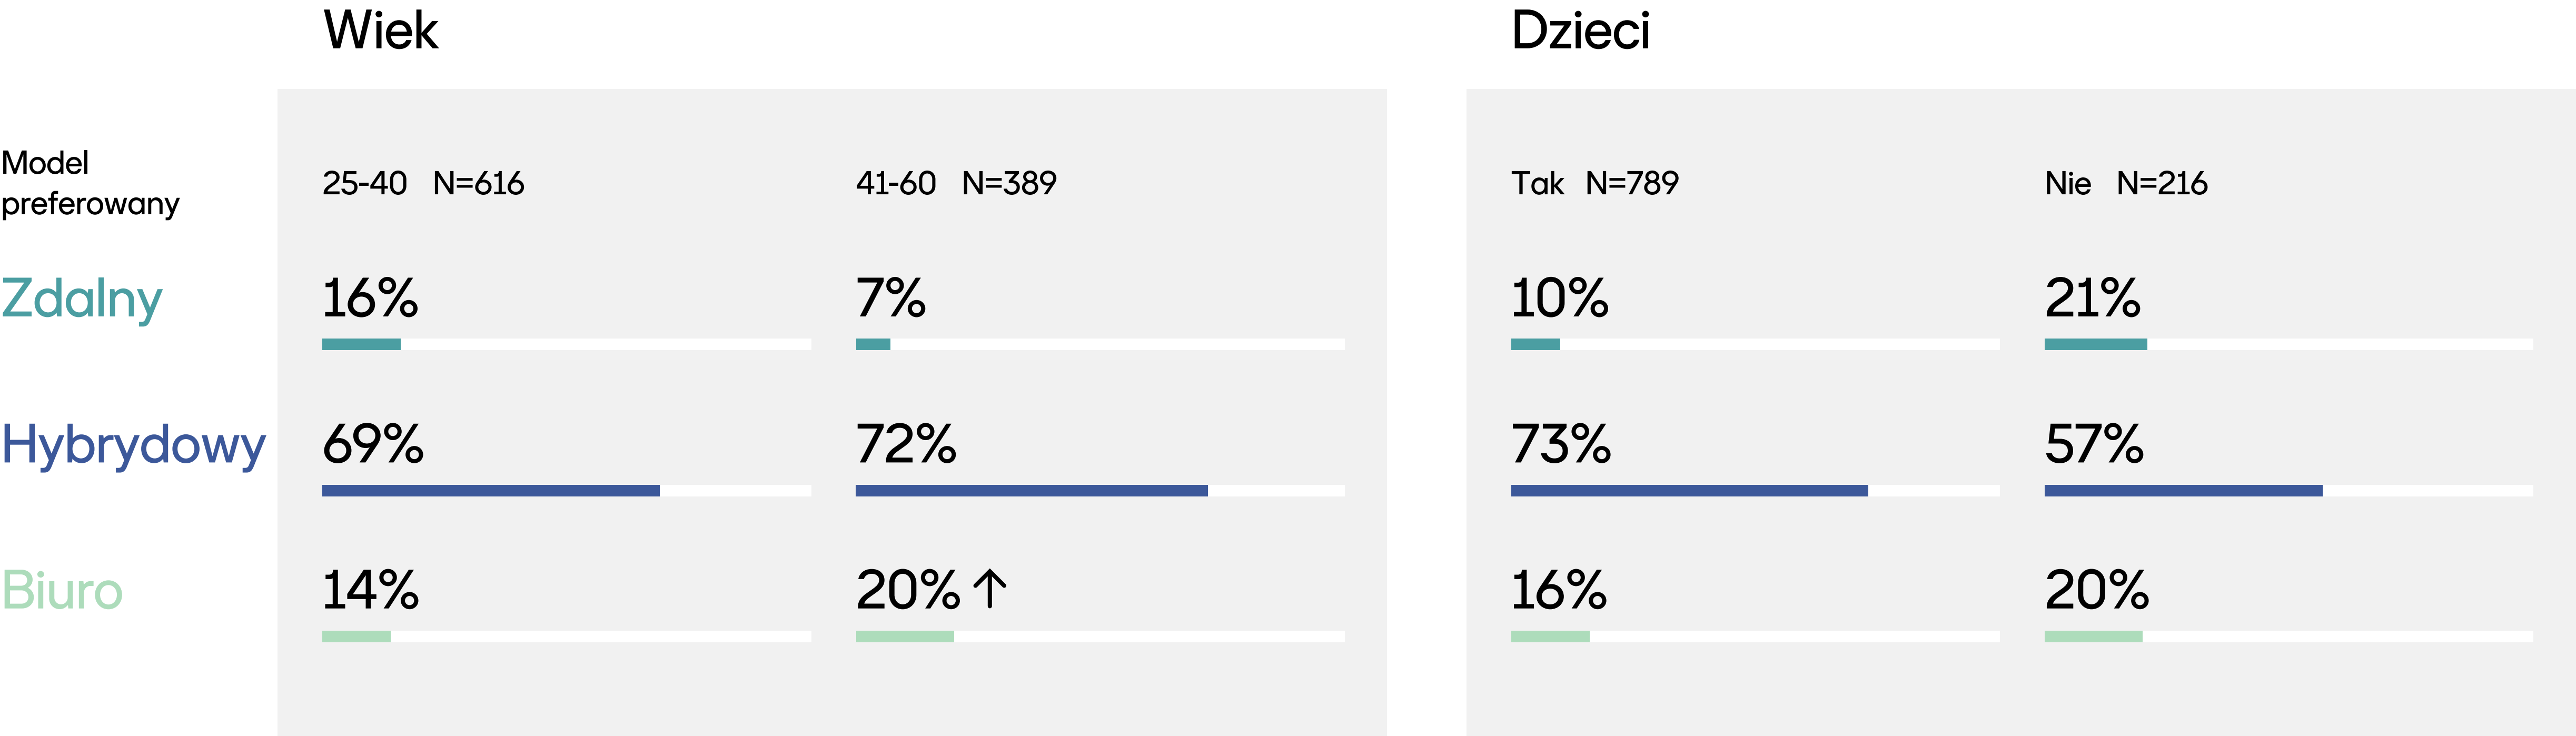 Wiek
Dzieci
Model
preferowany
25-40 N=616
41-60 N=389
Tak N=789
Nie N=216
Zdalny
16%
7%
10%
21%
Hybrydowy
69%
72%
73%
57%
Biuro
14%
20% ↑
16%
20%